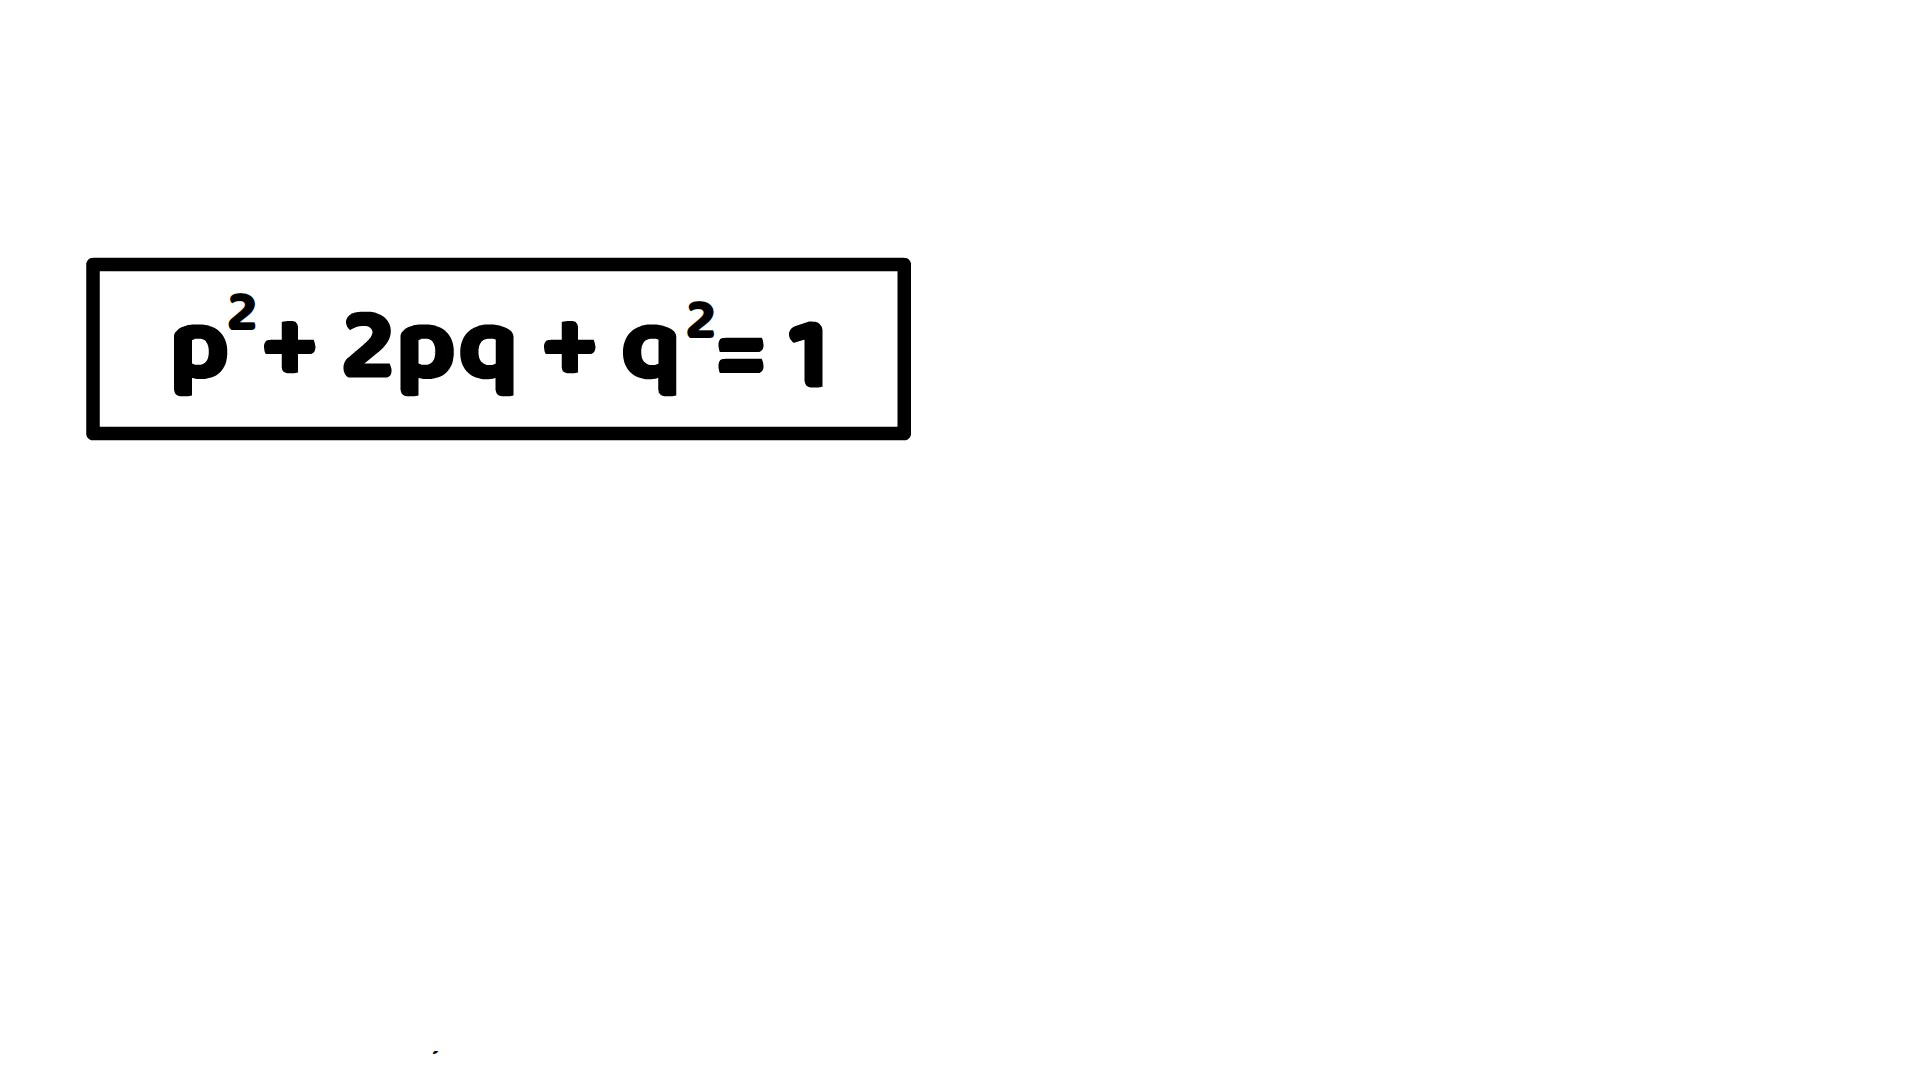 p²+ 2pq + q²= 1